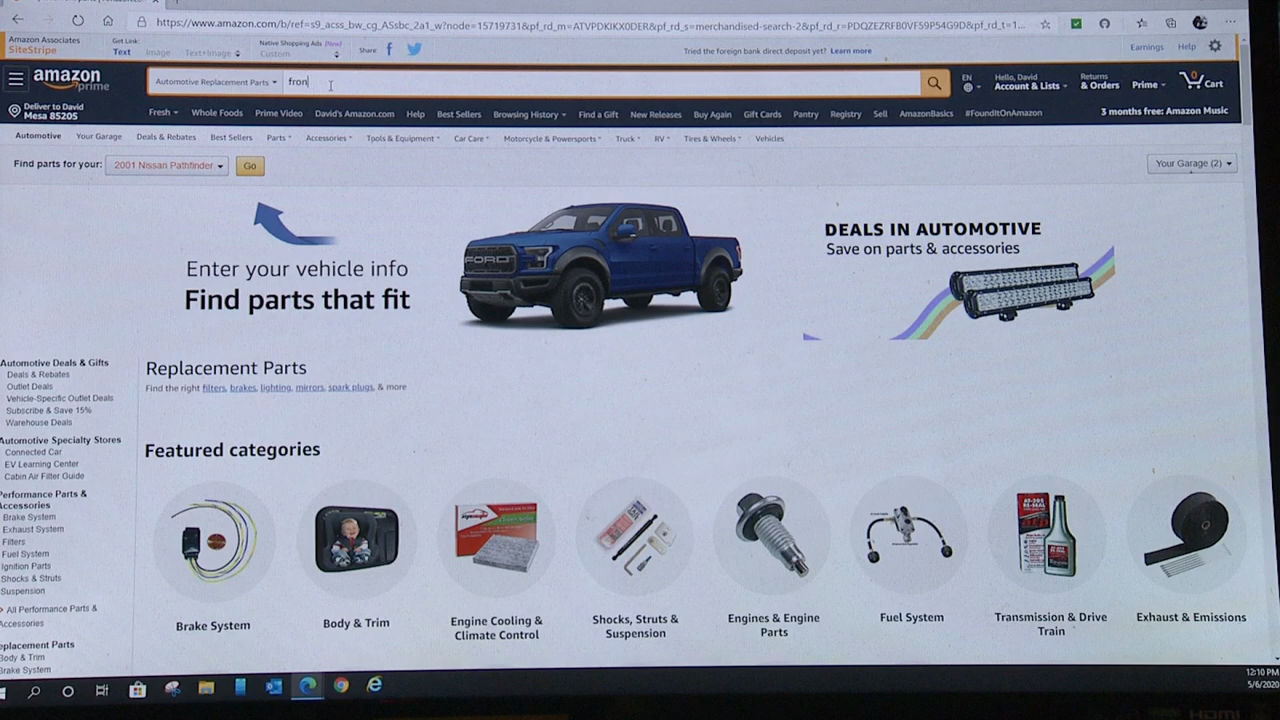 https://www.amazon.com/b/ref=s9_acss_bw_cg_ASsbc_2a1_w?node=15719731&pf_rd_m=ATVPDKIKX0DER&pf_rd_s=merchandised-search-2&pf_rd_r=PDQZEZRFB0VF59P54G9D&pf_rd_t=1...
Amazon Associates
SiteStripe
Get Link:
Text Image Text+Image
Native Shopping Ads (New)
Custom
Share
Tried the foreign bank direct deposit yet? Learn more
Earnings Help
amazon
prime
Automotive Replacement Parts
fron
EN
Hello, David
Account & Lists
Returns
& Orders
Prime
0
Cart
Deliver to David
Mesa 85205
Fresh Whole Foods Prime Video David's Amazon.com Help Best Sellers Browsing History Find a Gift New Releases Buy Again Gift Cards Pantry Registry Sell AmazonBasics #FoundItOnAmazon
3 months free: Amazon Music
Automotive Your Garage Deals & Rebates Best Sellers Parts Accessories Tools & Equipment Car Care Motorcycle & Powersports Truck RV Tires & Wheels Vehicles
Find parts for your: 2001 Nissan Pathfinder Go
Your Garage (2)
Enter your vehicle info
Find parts that fit
FORD
DEALS IN AUTOMOTIVE
Save on parts & accessories
Automotive Deals & Gifts
Deals & Rebates
Outlet Deals
Vehicle-Specific Outlet Deals
Subscribe & Save 15%
Warehouse Deals
Automotive Specialty Stores
Connected Car
EV Learning Center
Cabin Air Filter Guide
Performance Parts &
Accessories
Brake System
Exhaust System
Filters
Fuel System
Ignition Parts
Shocks & Struts
Suspension
All Performance Parts &
Accessories
eplacement Parts
Body & Trim
Brake System
Replacement Parts
Find the right filters, brakes, lighting, mirrors, spark plugs, & more
Featured categories
Brake System
Body & Trim
Engine Cooling &
Climate Control
Shocks, Struts &
Suspension
Engines & Engine
Parts
Fuel System
Transmission & Drive
Train
Exhaust & Emissions
12:10 PM
5/6/2020
HDMI